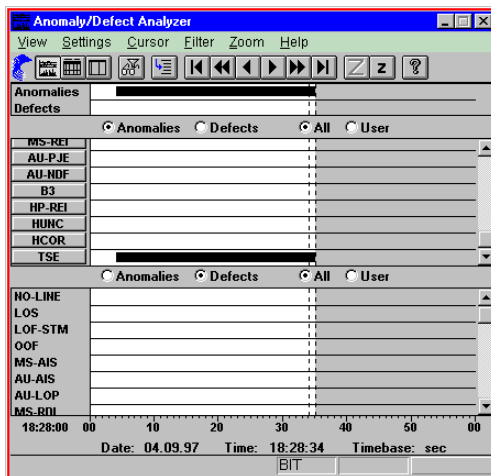 Anomaly/Defect Analyzer
View Settings Cursor Filter Zoom Help
Z z ?
Anomalies
Defects
Anomalies Defects All User
MS-REI
AU-PJE
AU-NDF
B3
HP-REI
HUNC
HCOR
TSE
Anomalies Defects All User
NO-LINE
LOS
LOF-STM
OOF
MS-AIS
AU-AIS
AU-LOP
MS-RDI
18:28:00 00 10 20 30 40 50 00
Date: 04.09.97 Time: 18:28:34 Timebase: sec
BIT